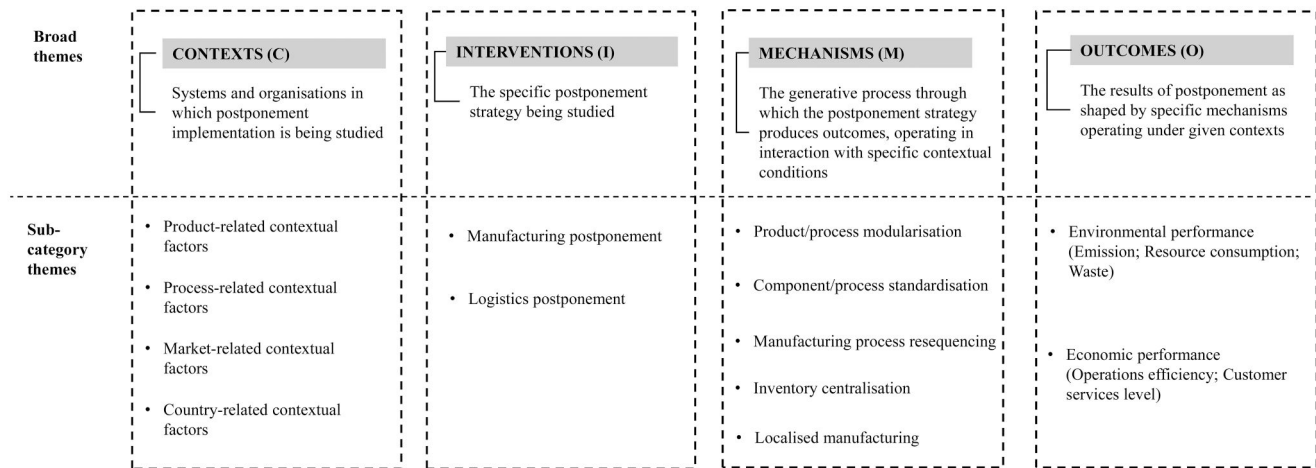 Broad
themes
CONTEXTS (C)
Systems and organisations in
which postponement
implementation is being studied
INTERVENTIONS (I)
The specific postponement
strategy being studied
MECHANISMS (M)
The generative process through
which the postponement strategy
produces outcomes, operating in
interaction with specific contextual
conditions
OUTCOMES (O)
The results of postponement as
shaped by specific mechanisms
operating under given contexts
Sub-
category
themes
• Product-related contextual
factors
• Process-related contextual
factors
• Market-related contextual
factors
• Country-related contextual
factors
• Manufacturing postponement
• Logistics postponement
• Product/process modularisation
• Component/process standardisation
• Manufacturing process resequencing
• Inventory centralisation
• Localised manufacturing
• Environmental performance
(Emission; Resource consumption;
Waste)
• Economic performance
(Operations efficiency; Customer
services level)